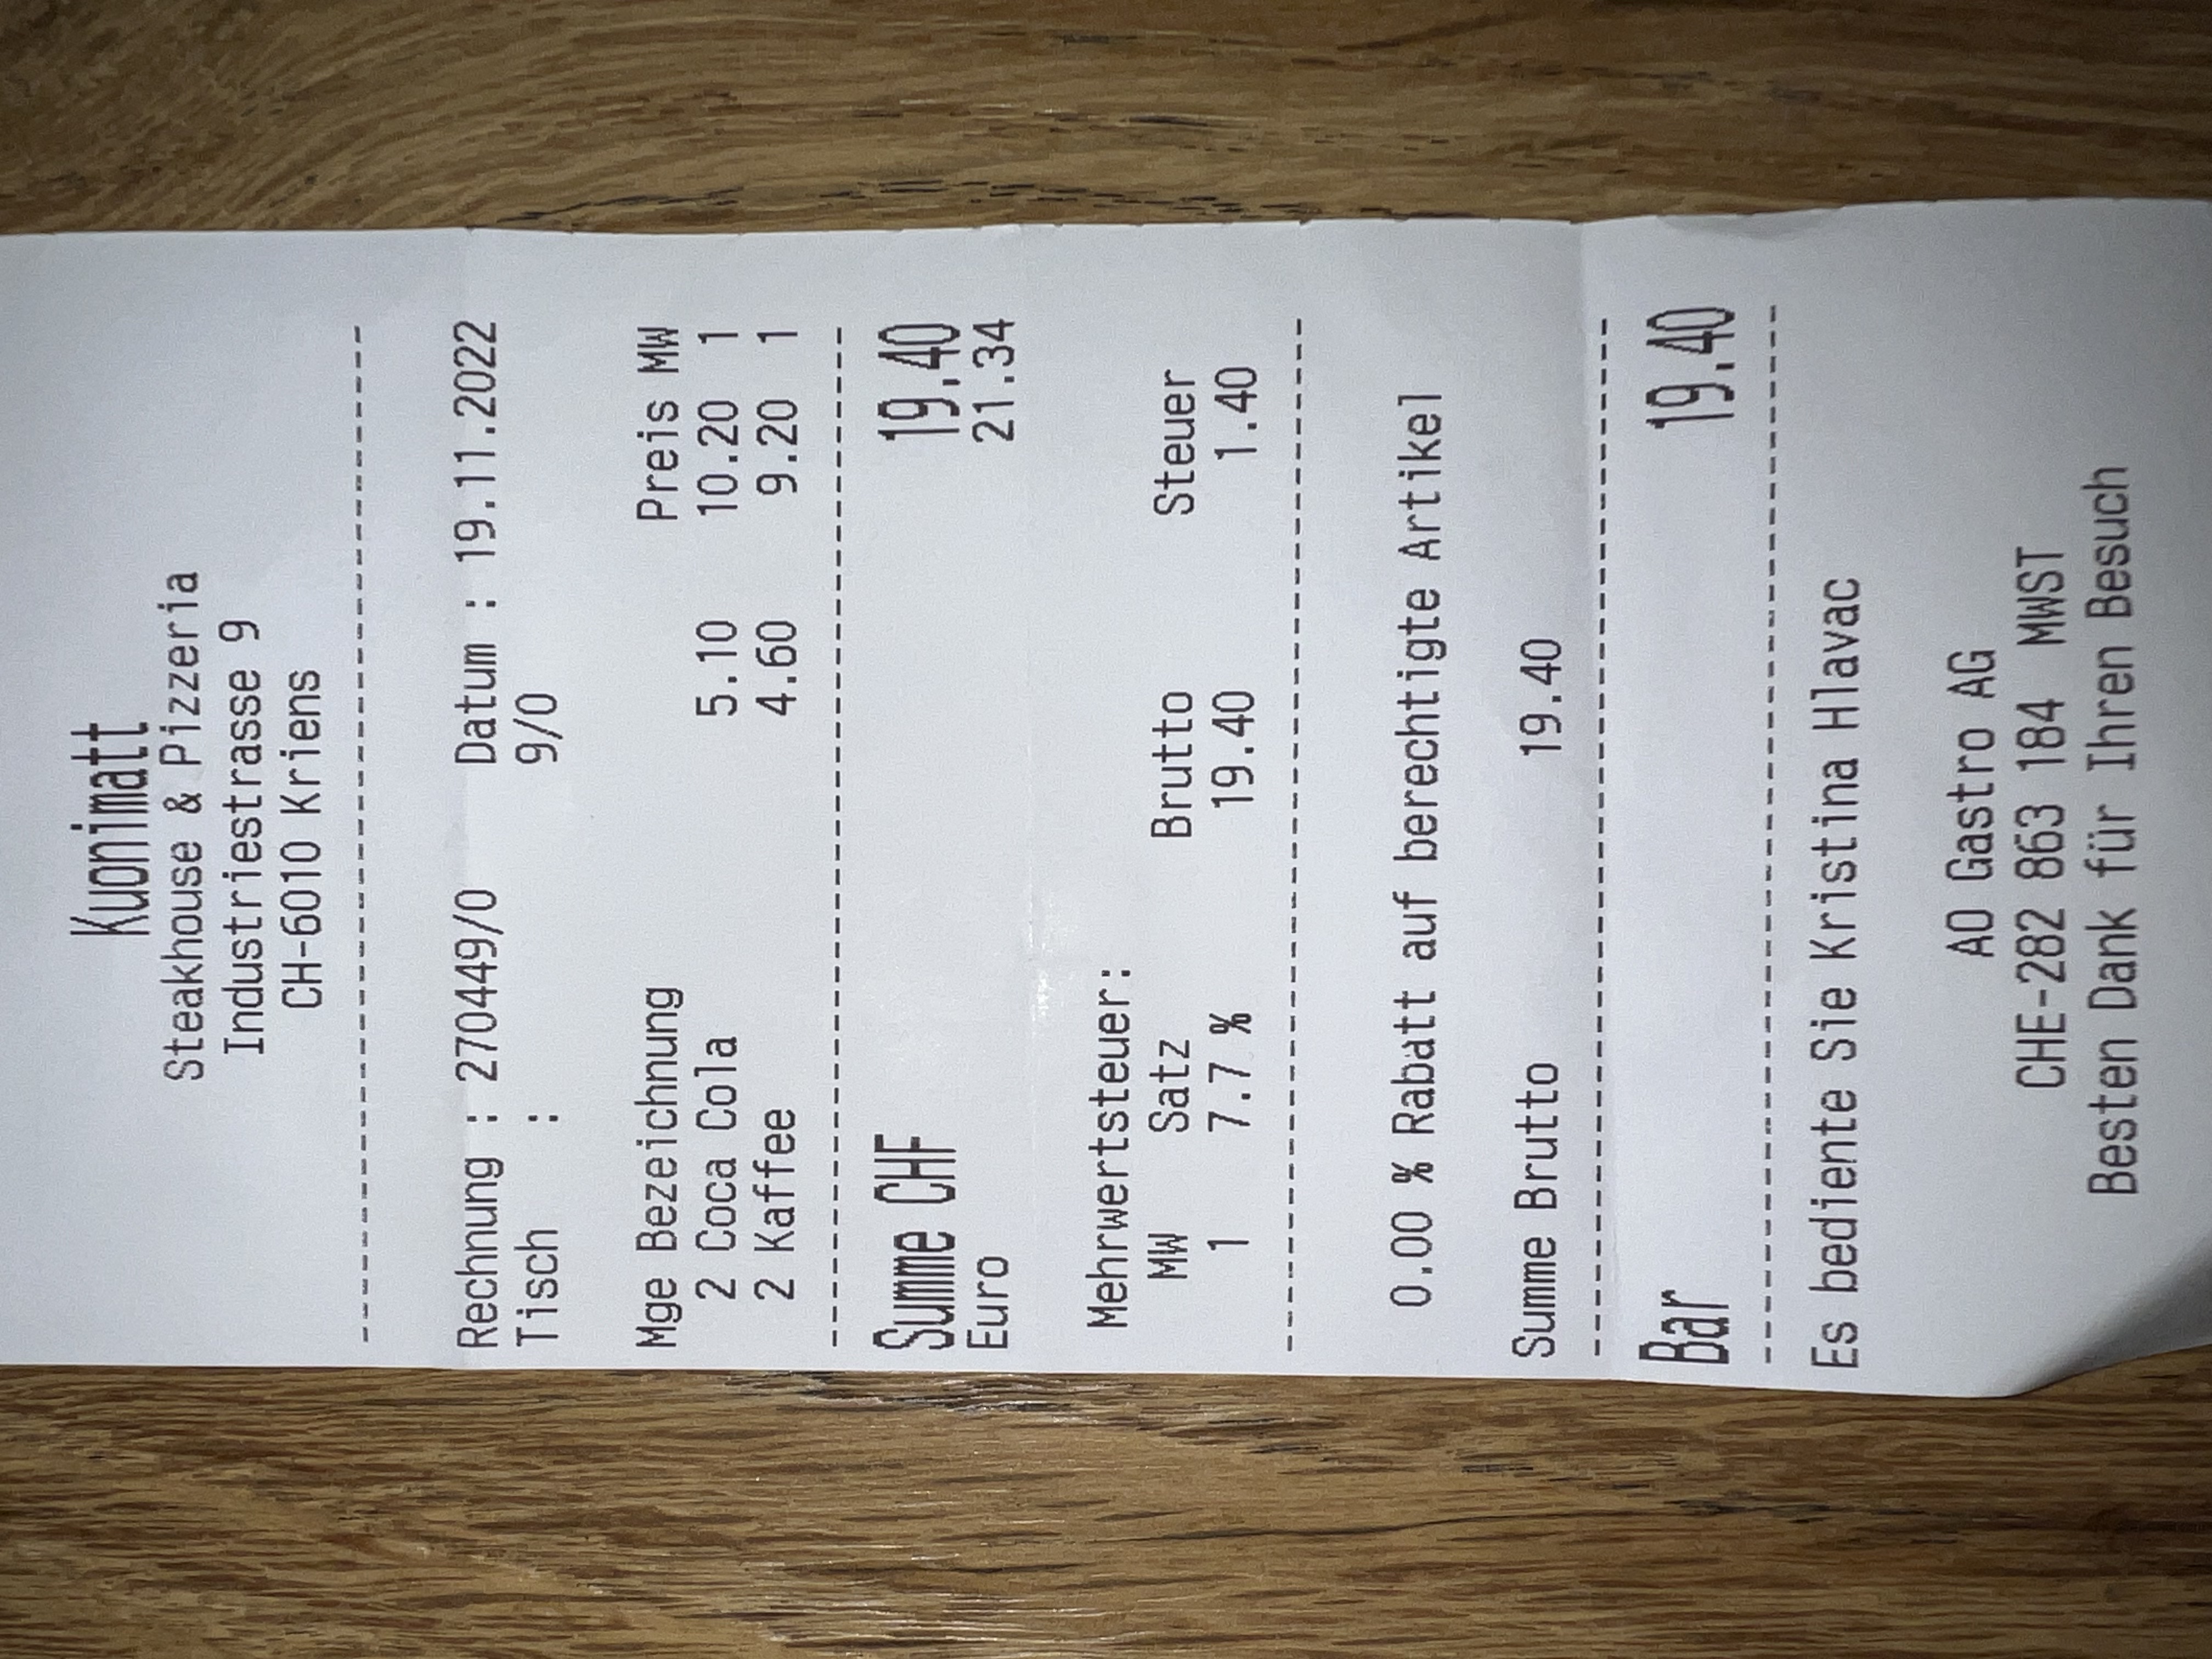 Kuonimatt
Steakhouse & Pizzeria
Industriestrasse 9
CH-6010 Kriens
Rechnung : 270449/0 Datum : 19.11.2022
Tisch : 9/0
Mge Bezeichnung Preis MW
2 Coca Cola 5.10 10.20 1
2 Kaffee 4.60 9.20 1
Summe CHF 19.40
Euro 21.34
Mehrwertsteuer:
MW Satz Brutto Steuer
1 7.7 % 19.40 1.40
0.00 % Rabatt auf berechtigte Artikel
Summe Brutto 19.40
Bar 19.40
Es bediente Sie Kristina Hlavac
AO Gastro AG
CHE-282 863 184 MWST
Besten Dank für Ihren Besuch